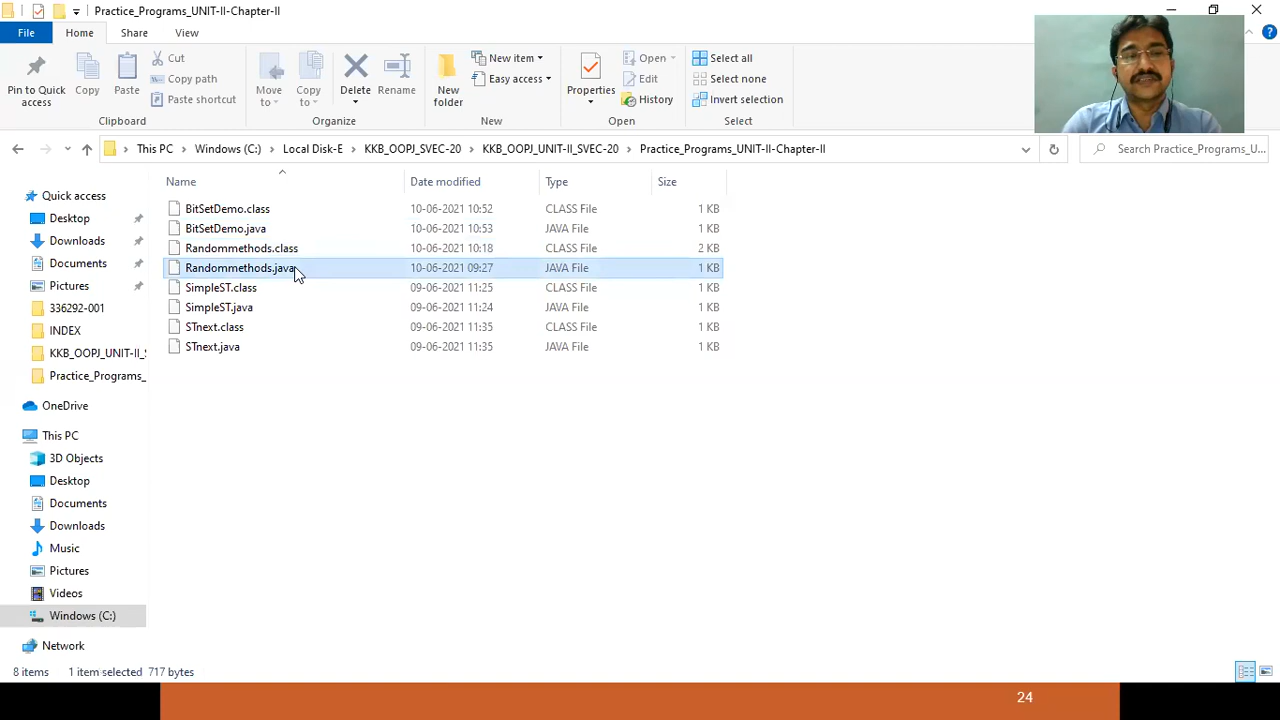 Practice_Programs_UNIT-II-Chapter-II
File Home Share View
Pin to Quick access
Copy
Paste
Cut
Copy path
Paste shortcut
Clipboard
Move to
Copy to
Delete
Rename
Organize
New folder
New item
Easy access
New
Properties
Open
Edit
History
Open
Select all
Select none
Invert selection
Select
This PC > Windows (C:) > Local Disk-E > KKB_OOPJ_SVEC-20 > KKB_OOPJ_UNIT-II_SVEC-20 > Practice_Programs_UNIT-II-Chapter-II
Search Practice_Programs_U...
Quick access
Desktop
Downloads
Documents
Pictures
336292-001
INDEX
KKB_OOPJ_UNIT-II_S
Practice_Programs_
OneDrive
This PC
3D Objects
Desktop
Documents
Downloads
Music
Pictures
Videos
Windows (C:)
Network
Name Date modified Type Size
BitSetDemo.class 10-06-2021 10:52 CLASS File 1 KB
BitSetDemo.java 10-06-2021 10:53 JAVA File 1 KB
Randommethods.class 10-06-2021 10:18 CLASS File 2 KB
Randommethods.java 10-06-2021 09:27 JAVA File 1 KB
SimpleST.class 09-06-2021 11:25 CLASS File 1 KB
SimpleST.java 09-06-2021 11:24 JAVA File 1 KB
STnext.class 09-06-2021 11:35 CLASS File 1 KB
STnext.java 09-06-2021 11:35 JAVA File 1 KB
8 items 1 item selected 717 bytes
24